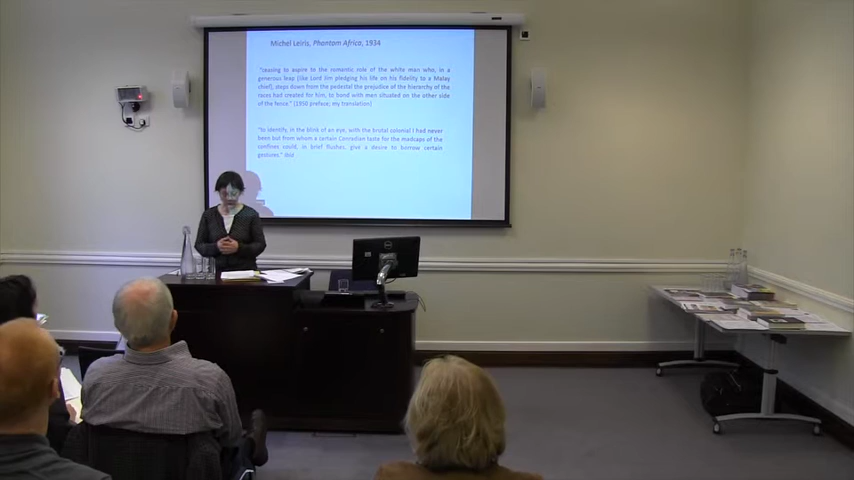 Michel Leiris, Phantom Africa, 1934
"ceasing to aspire to the romantic role of the white man who, in a
generous leap (like Lord Jim pledging his life on his fidelity to a Malay
chief), steps down from the pedestal the prejudice of the hierarchy of the
races had created for him, to bond with men situated on the other side
of the fence." (1950 preface; my translation)
"to identify, in the blink of an eye, with the brutal colonial I had never
been but from whom a certain Conradian taste for the madcaps of the
confines could, in brief flushes, give a desire to borrow certain
gestures." Ibid